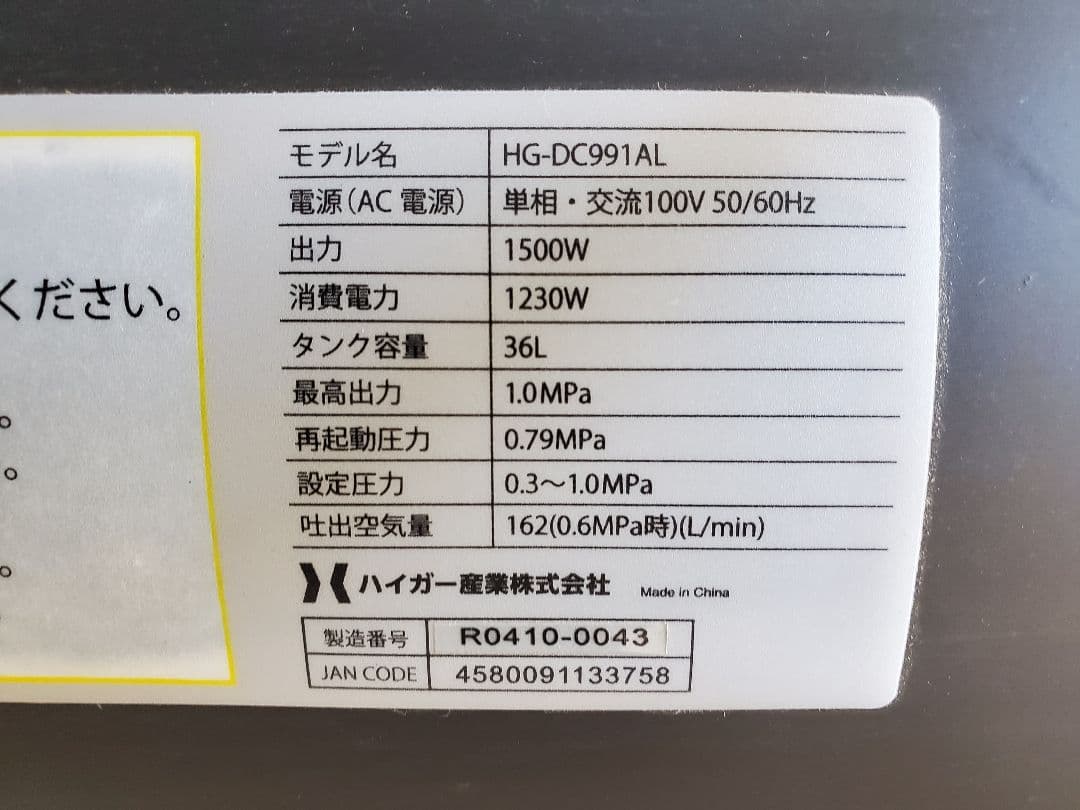 ください。
。
。
。
モデル名 HG-DC991AL
電源(AC 電源) 単相・交流100V 50/60Hz
出力 1500W
消費電力 1230W
タンク容量 36L
最高出力 1.0MPa
再起動圧力 0.79MPa
設定圧力 0.3〜1.0MPa
吐出空気量 162(0.6MPa時)(L/min)
ハイガー産業株式会社 Made in China
製造番号 R0410-0043
JAN CODE 4580091133758